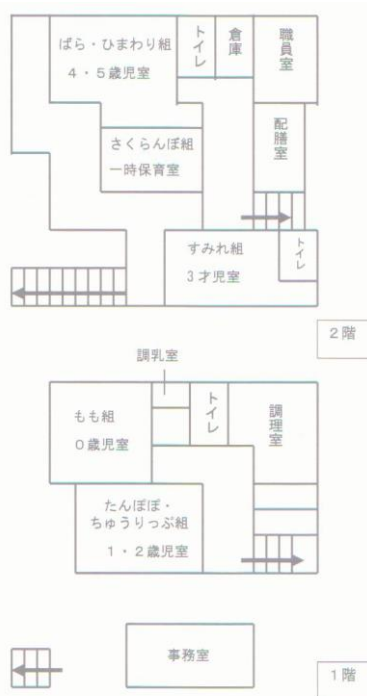 ばら・ひまわり組
4・5歳児室
トイレ
倉庫
職員室
さくらんぼ組
一時保育室
配膳室
すみれ組
3才児室
トイレ
2階
調乳室
もも組
0歳児室
トイレ
調理室
たんぽぽ・
ちゅうりっぷ組
1・2歳児室
事務室
1階